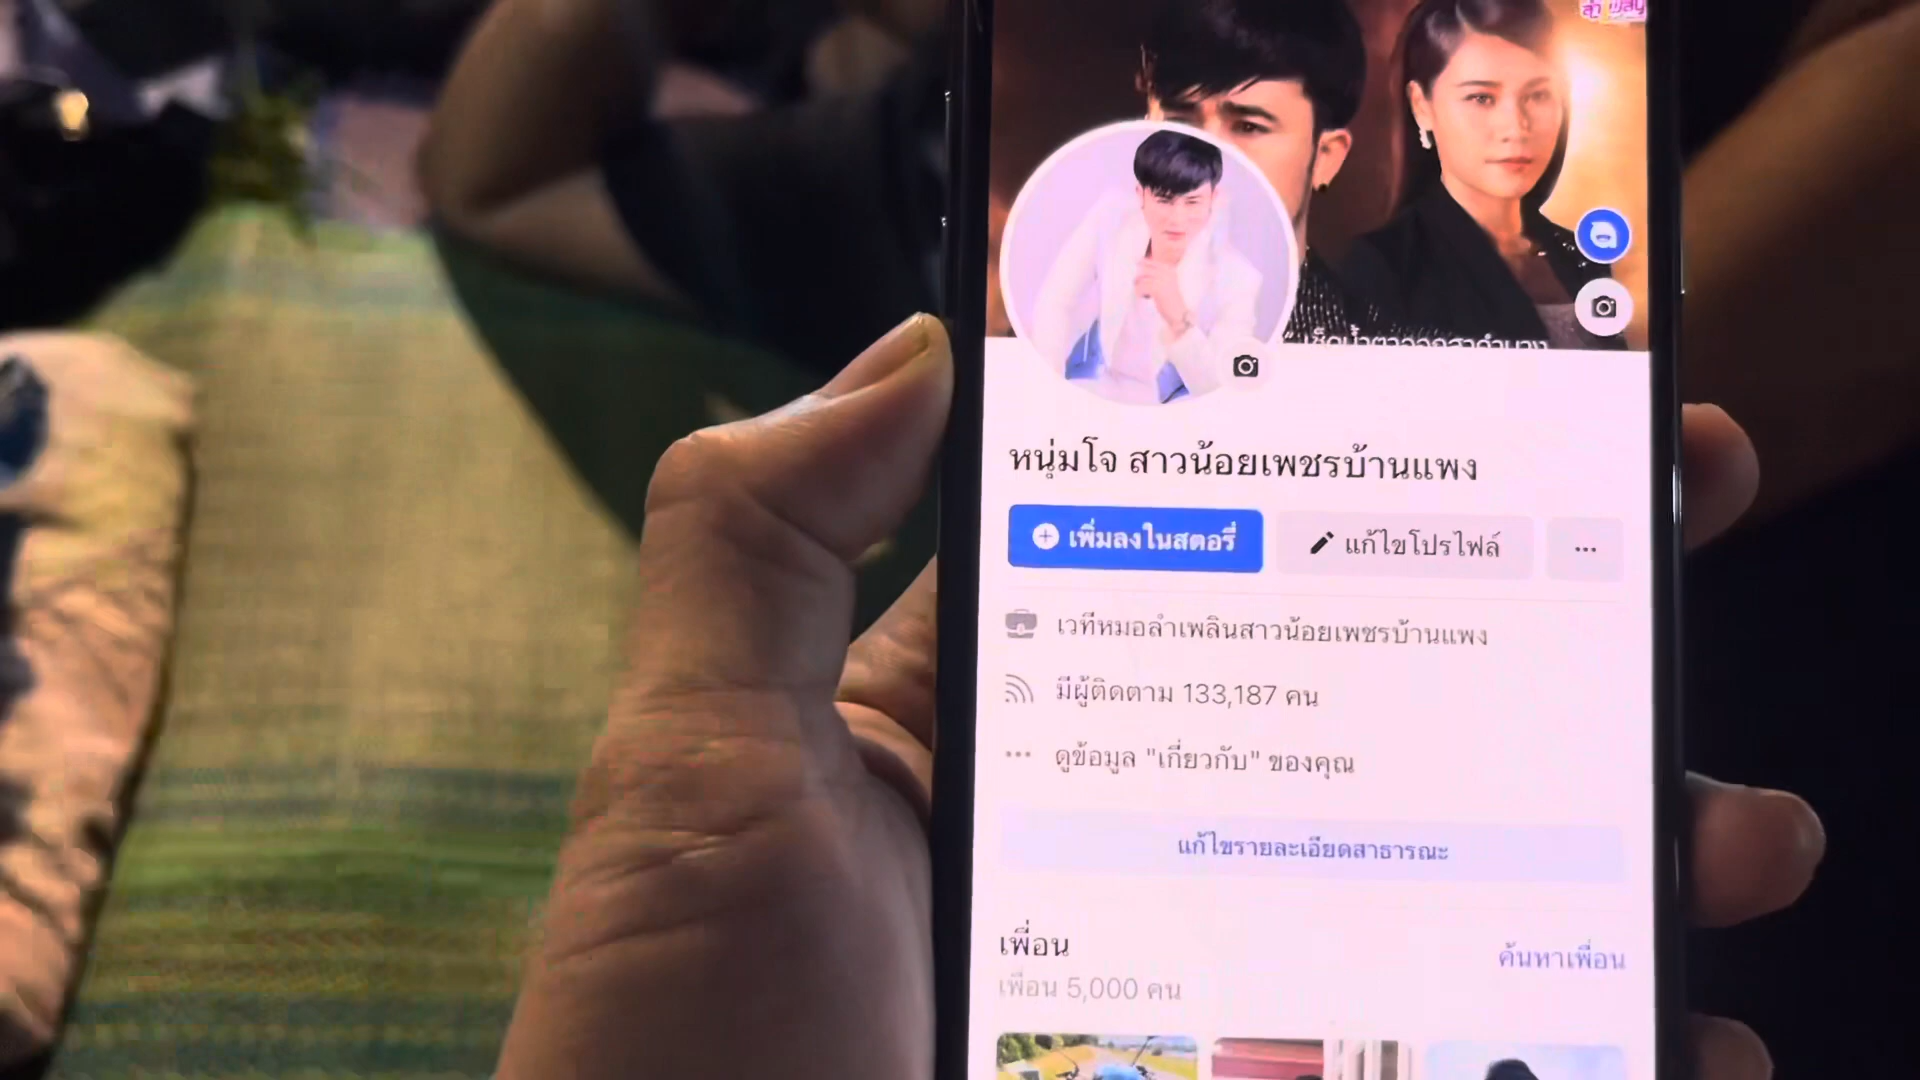 หนุ่มโจ สาวน้อยเพชรบ้านแพง
เพิ่มลงในสตอรี่
แก้ไขโปรไฟล์
เวทีหมอลำเพลินสาวน้อยเพชรบ้านแพง
มีผู้ติดตาม 133,187 คน
ดูข้อมูล "เกี่ยวกับ" ของคุณ
แก้ไขรายละเอียดสาธารณะ
เพื่อน
ค้นหาเพื่อน
เพื่อน 5,000 คน